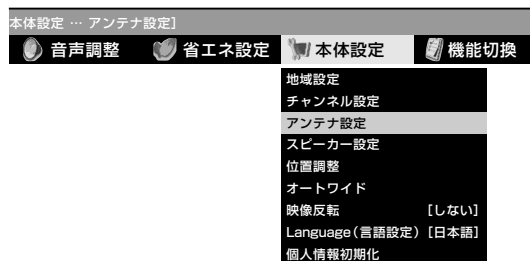 本体設定 … アンテナ設定]
音声調整 省エネ設定 本体設定 機能切換
地域設定
チャンネル設定
アンテナ設定
スピーカー設定
位置調整
オートワイド
映像反転 [しない]
Language(言語設定) [日本語]
個人情報初期化